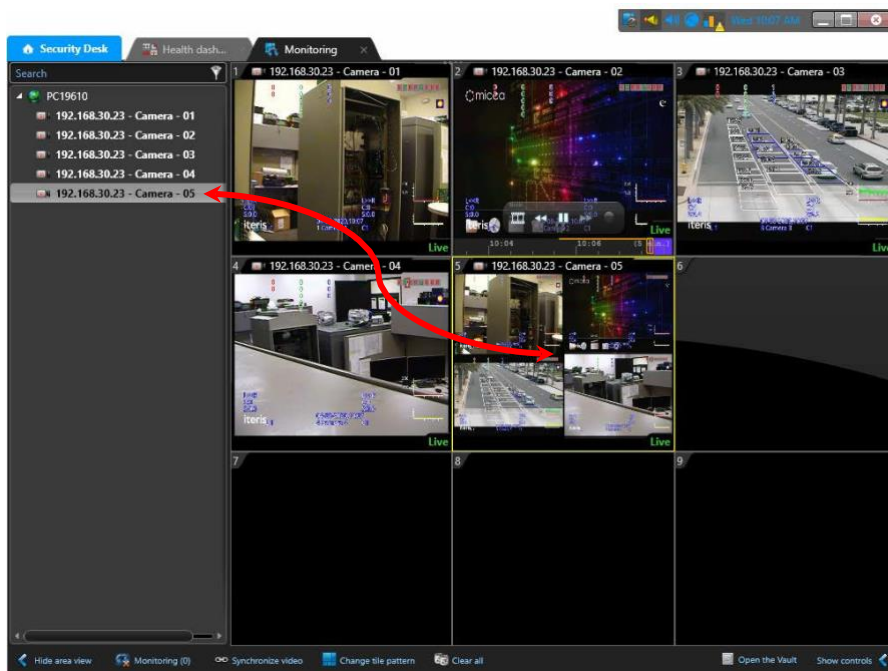 Wed 10:07 AM
Security Desk
Health dash...
Monitoring
Search
PC19610
192.168.30.23 - Camera - 01
192.168.30.23 - Camera - 02
192.168.30.23 - Camera - 03
192.168.30.23 - Camera - 04
192.168.30.23 - Camera - 05
1 192.168.30.23 - Camera - 01
iteris
Live
2 192.168.30.23 - Camera - 02
micca
iteris
Live
10:04
10:06
3 192.168.30.23 - Camera - 03
iteris
Live
4 192.168.30.23 - Camera - 04
iteris
Live
5 192.168.30.23 - Camera - 05
Live
6
7
8
9
Hide area view
Monitoring (0)
Synchronize video
Change tile pattern
Clear all
Open the Vault
Show controls